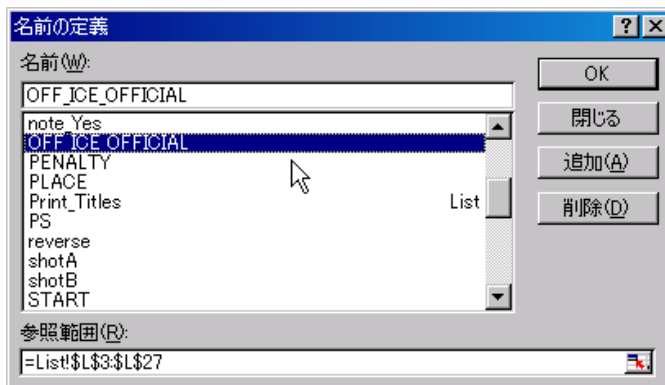 名前の定義
名前(W):
OFF_ICE_OFFICIAL
OK
note_Yes
OFF_ICE_OFFICIAL
閉じる
PENALTY
追加(A)
PLACE
Print_Titles List
削除(D)
PS
reverse
shotA
shotB
START
参照範囲(R):
=List!$L$3:$L$27